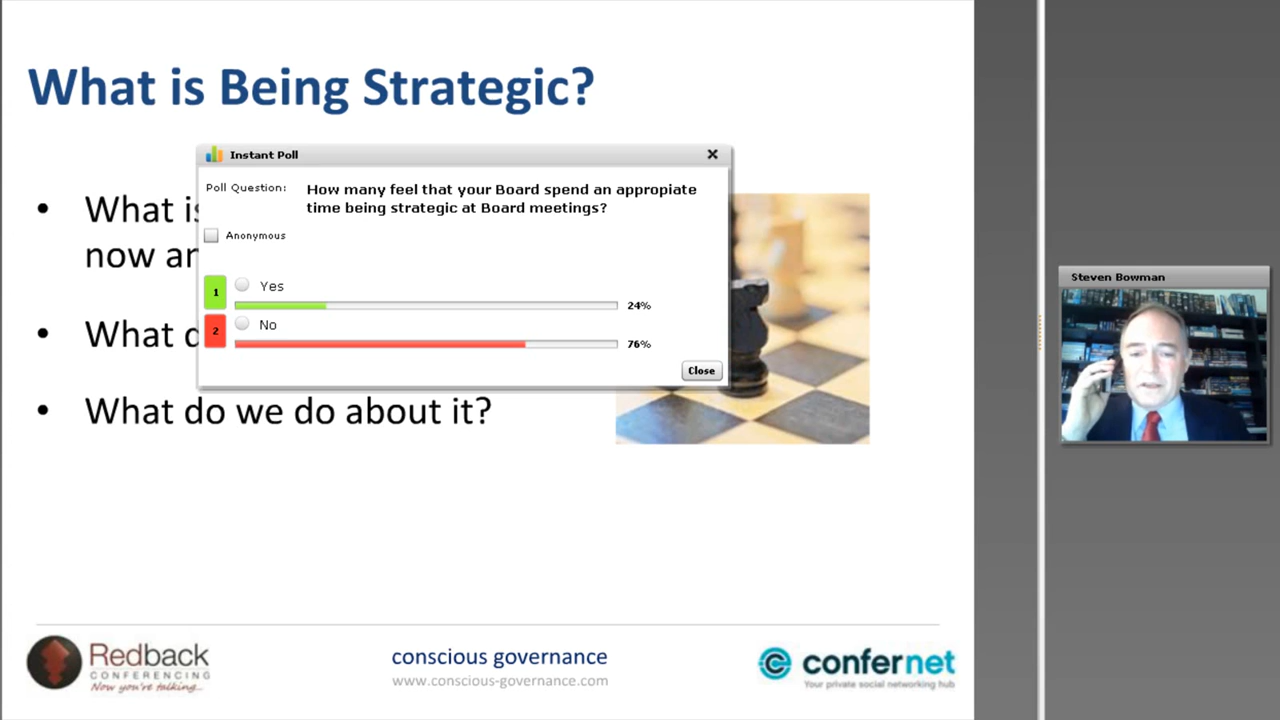 What is Being Strategic?
Instant Poll
Poll Question: How many feel that your Board spend an appropiate
time being strategic at Board meetings?
Anonymous
1 Yes
24%
2 No
76%
Close
• What is
now an
• What d
• What do we do about it?
Steven Bowman
Redback
CONFERENCING
Now you're talking...
conscious governance
www.conscious-governance.com
confernet
Your private social networking hub